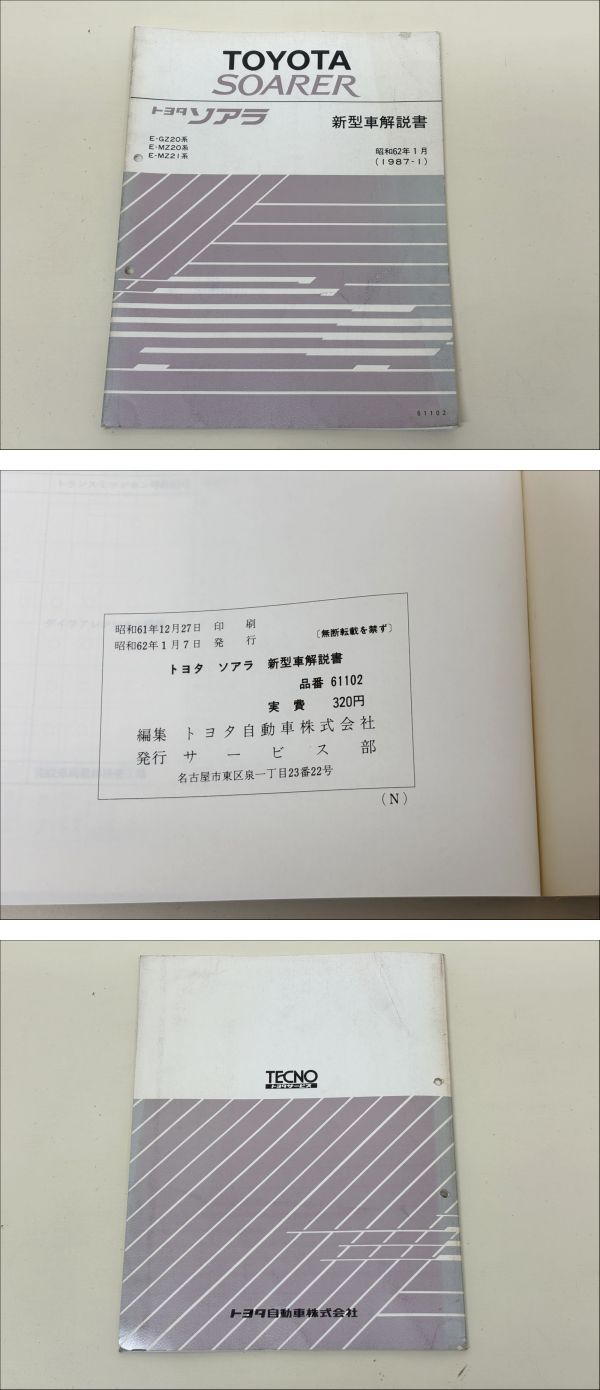 TOYOTA
SOARER
トヨタ ソアラ
新型車解説書
E-GZ20系
E-MZ20系
E-MZ21系
昭和62年1月
(1987-1)
61102
昭和61年12月27日 印 刷
昭和62年1月7日 発 行
〔無断転載を禁ず〕
トヨタ ソアラ 新型車解説書
品番 61102
実 費 320円
編集 トヨタ自動車株式会社
発行 サービス部
名古屋市東区泉一丁目23番22号
(N)
TECNO
トヨタサービス
トヨタ自動車株式会社